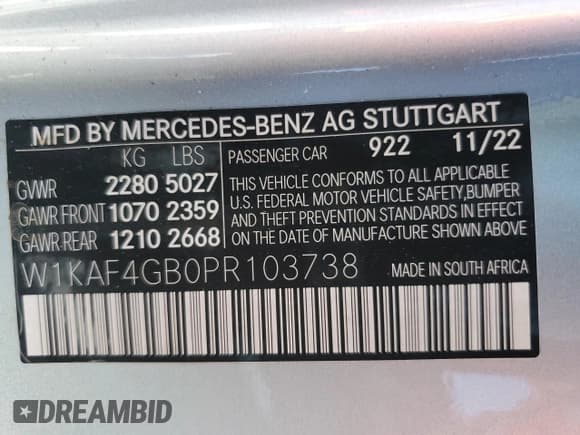 MFD BY MERCEDES-BENZ AG STUTTGART
KG LBS
GVWR 2280 5027
GAWR FRONT 1070 2359
GAWR REAR 1210 2668
PASSENGER CAR 922 11/22
THIS VEHICLE CONFORMS TO ALL APPLICABLE
U.S. FEDERAL MOTOR VEHICLE SAFETY,BUMPER
AND THEFT PREVENTION STANDARDS IN EFFECT
ON THE DATE OF MANUFACTURE SHOWN ABOVE.
W1KAF4GB0PR103738 MADE IN SOUTH AFRICA
DREAMBID